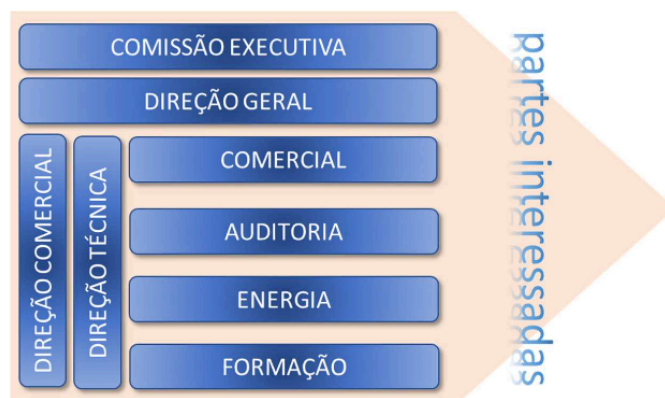 COMISSÃO EXECUTIVA
DIREÇÃO GERAL
DIREÇÃO COMERCIAL
DIREÇÃO TÉCNICA
COMERCIAL
AUDITORIA
ENERGIA
FORMAÇÃO
partes interessadas